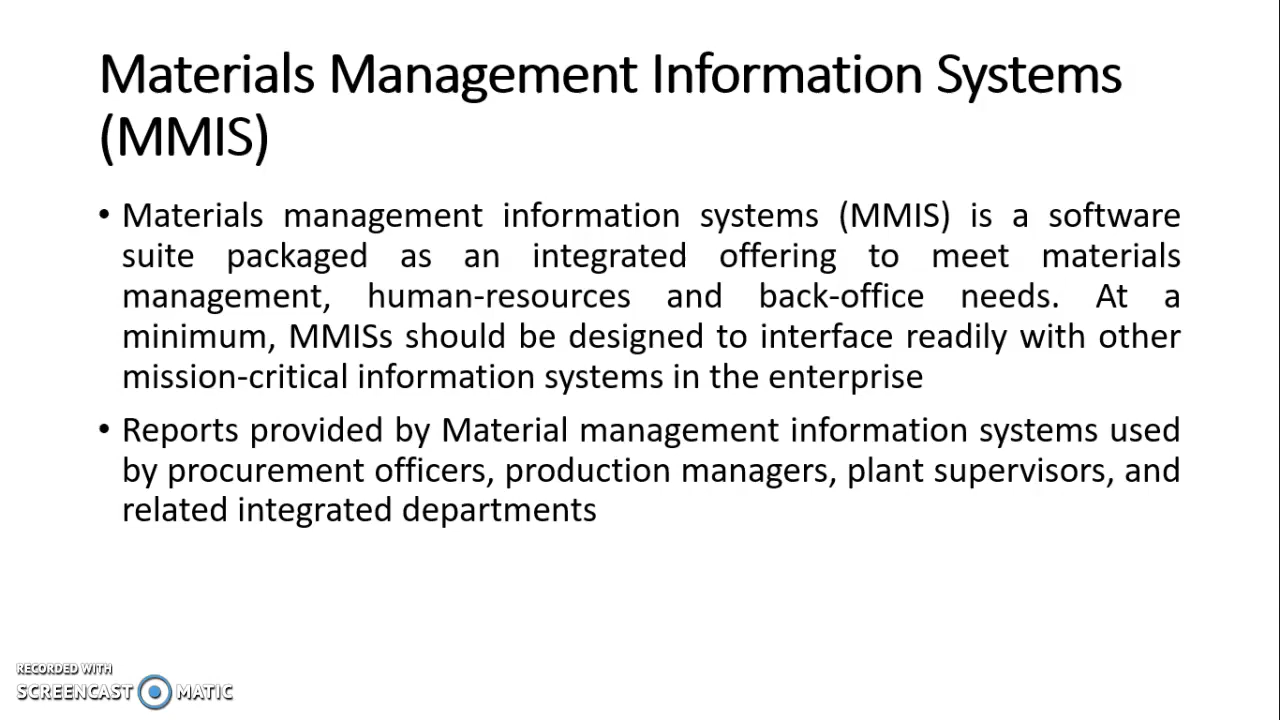 Materials Management Information Systems
(MMIS)
• Materials management information systems (MMIS) is a software
suite packaged as an integrated offering to meet materials
management, human-resources and back-office needs. At a
minimum, MMISs should be designed to interface readily with other
mission-critical information systems in the enterprise
• Reports provided by Material management information systems used
by procurement officers, production managers, plant supervisors, and
related integrated departments
RECORDED WITH
SCREENCAST MATIC